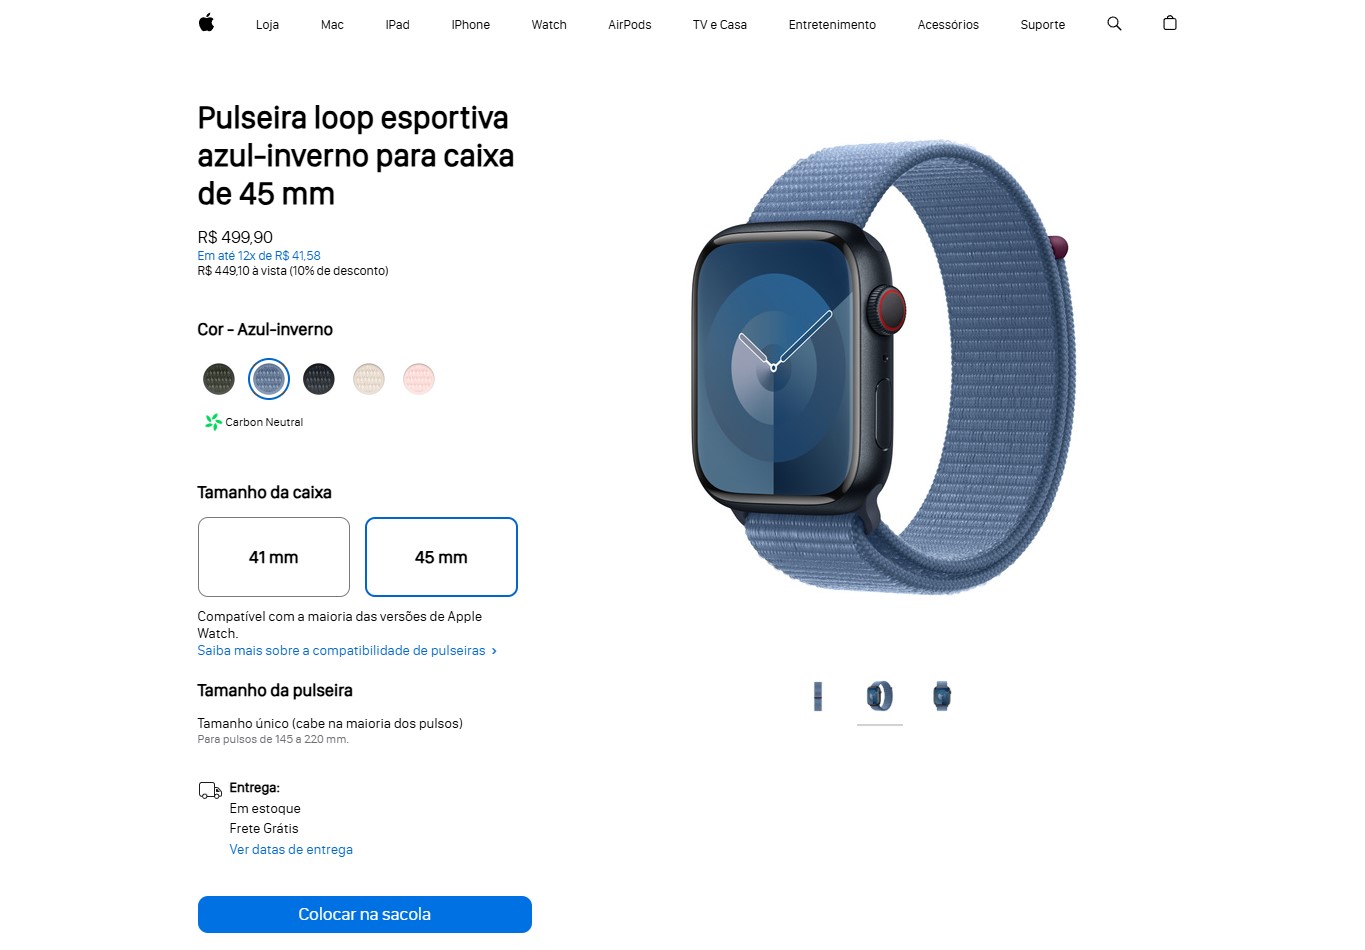 Loja Mac IPad IPhone Watch AirPods TV e Casa Entretenimento Acessórios Suporte
Pulseira loop esportiva
azul-inverno para caixa
de 45 mm
R$ 499,90
Em até 12x de R$ 41,58
R$ 449,10 à vista (10% de desconto)
Cor - Azul-inverno
Carbon Neutral
Tamanho da caixa
41 mm 45 mm
Compatível com a maioria das versões de Apple
Watch.
Saiba mais sobre a compatibilidade de pulseiras >
Tamanho da pulseira
Tamanho único (cabe na maioria dos pulsos)
Para pulsos de 145 a 220 mm.
Entrega:
Em estoque
Frete Grátis
Ver datas de entrega
Colocar na sacola